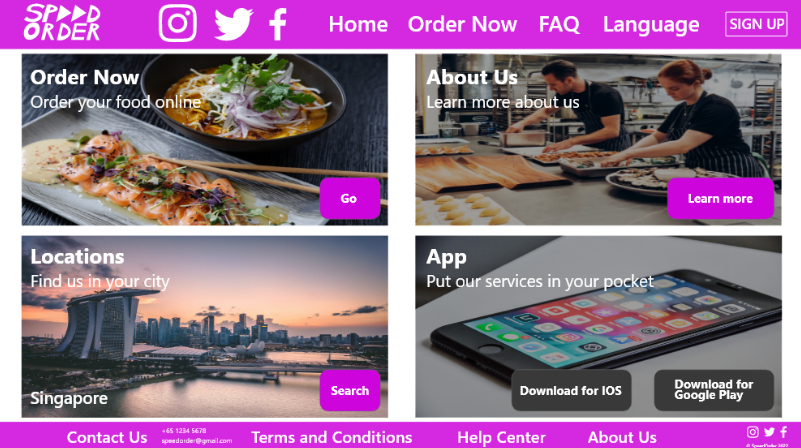 SPEED
ORDER
Home
Order Now
FAQ
Language
SIGN UP
Order Now
Order your food online
Go
About Us
Learn more about us
Learn more
Locations
Find us in your city
Singapore
Search
App
Put our services in your pocket
Download for IOS
Download for
Google Play
Contact Us
+65 1234 5678
speedorder@gmail.com
Terms and Conditions
Help Center
About Us